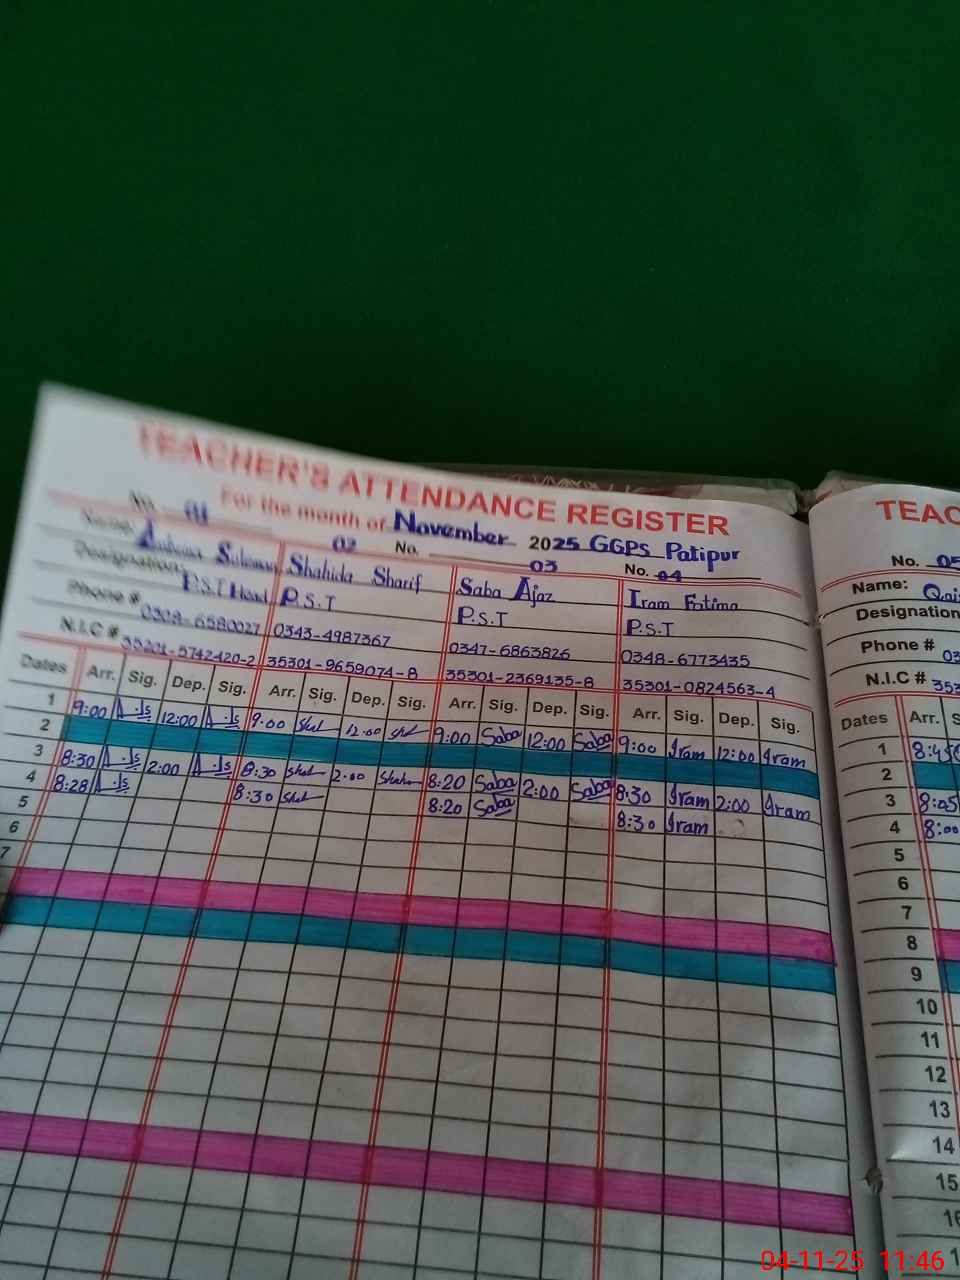 TEACHER'S ATTENDANCE REGISTER
For the month of November 2025 GGPS Patipur
No. 01 02 No. 03 No. 04
Name: Shahida Sharif Saba Ajaz Iram Fatima
Designation: P.S.T Head P.S.T P.S.T P.S.T
Phone # 0343-4987367 0347-6863826 0348-6773435
N.I.C # 35201-5742420-2 35301-9659074-8 35301-2369135-8 35301-0824563-4
Dates Arr. Sig. Dep. Sig. Arr. Sig. Dep. Sig. Arr. Sig. Dep. Sig. Arr. Sig. Dep. Sig.
1 9:00 12:00 9:00 12:00 9:00 Saba 12:00 Saba 9:00 Iram 12:00 Iram
2
3 8:30 2:00 8:30 2:00 8:20 Saba 2:00 Saba 8:30 Iram 2:00 Iram
4 8:28 8:30 8:20 Saba 8:30 Iram
5
6
7
TEAC
No. 05
Name:
Designation
Phone # 03
N.I.C # 353
Dates Arr. S
1 8:45
2
3 8:05
4 8:00
5
6
7
8
9
10
11
12
13
14
15
16
04-11-25 11:46